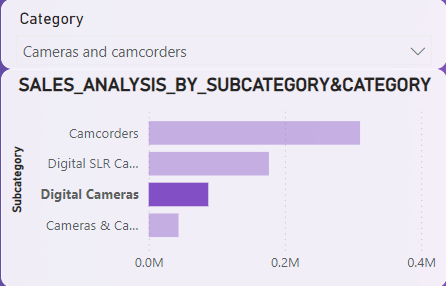 Category
Cameras and camcorders
SALES_ANALYSIS_BY_SUBCATEGORY&CATEGORY
Subcategory
Camcorders
Digital SLR Ca...
Digital Cameras
Cameras & Ca...
0.0M 0.2M 0.4M